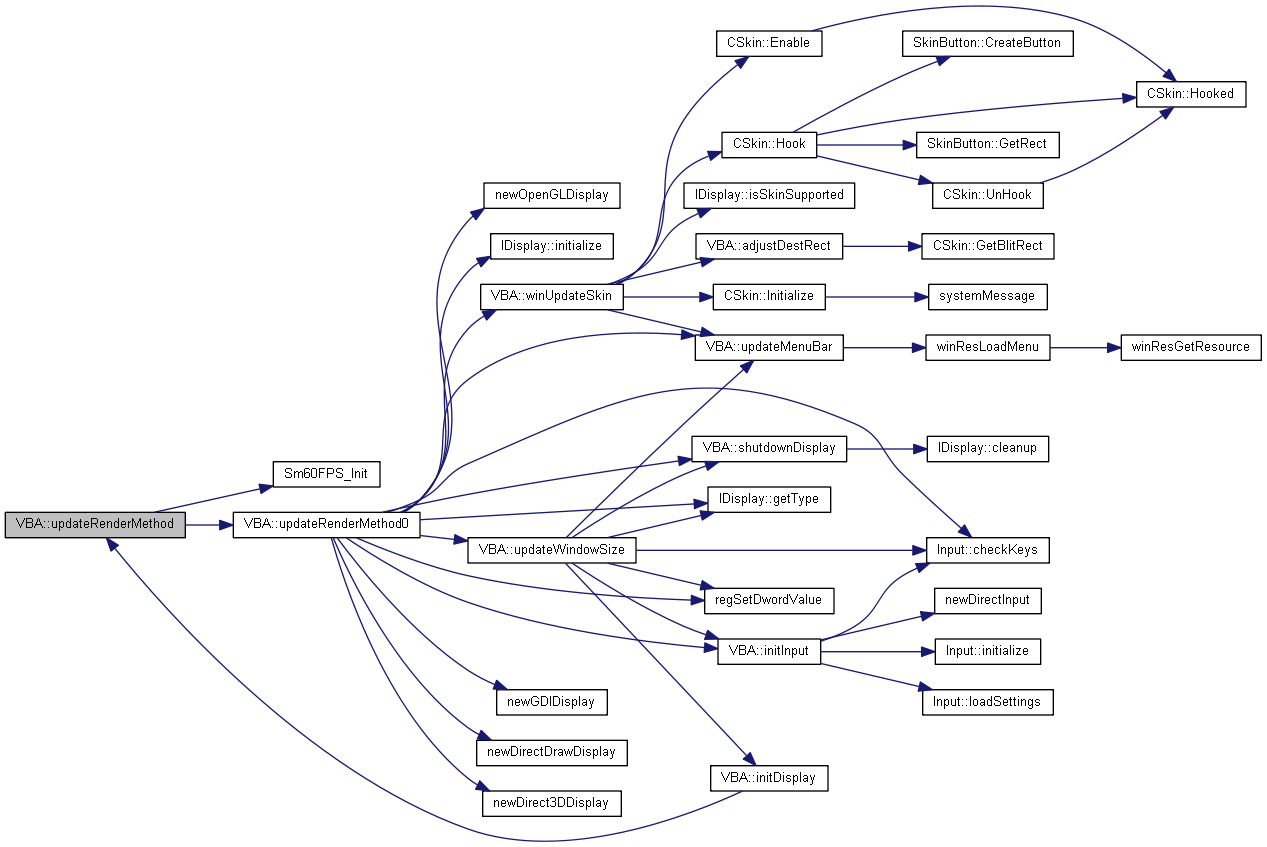 CSkin::Enable
SkinButton::CreateButton
CSkin::Hooked
CSkin::Hook
SkinButton::GetRect
newOpenGLDisplay
IDisplay::isSkinSupported
CSkin::UnHook
IDisplay::initialize
VBA::adjustDestRect
CSkin::GetBlitRect
VBA::winUpdateSkin
CSkin::Initialize
systemMessage
VBA::updateMenuBar
winResLoadMenu
winResGetResource
VBA::shutdownDisplay
IDisplay::cleanup
Sm60FPS_Init
IDisplay::getType
VBA::updateRenderMethod
VBA::updateRenderMethod0
VBA::updateWindowSize
Input::checkKeys
regSetDwordValue
newDirectInput
VBA::initInput
Input::initialize
newGDIDisplay
Input::loadSettings
newDirectDrawDisplay
VBA::initDisplay
newDirect3DDisplay